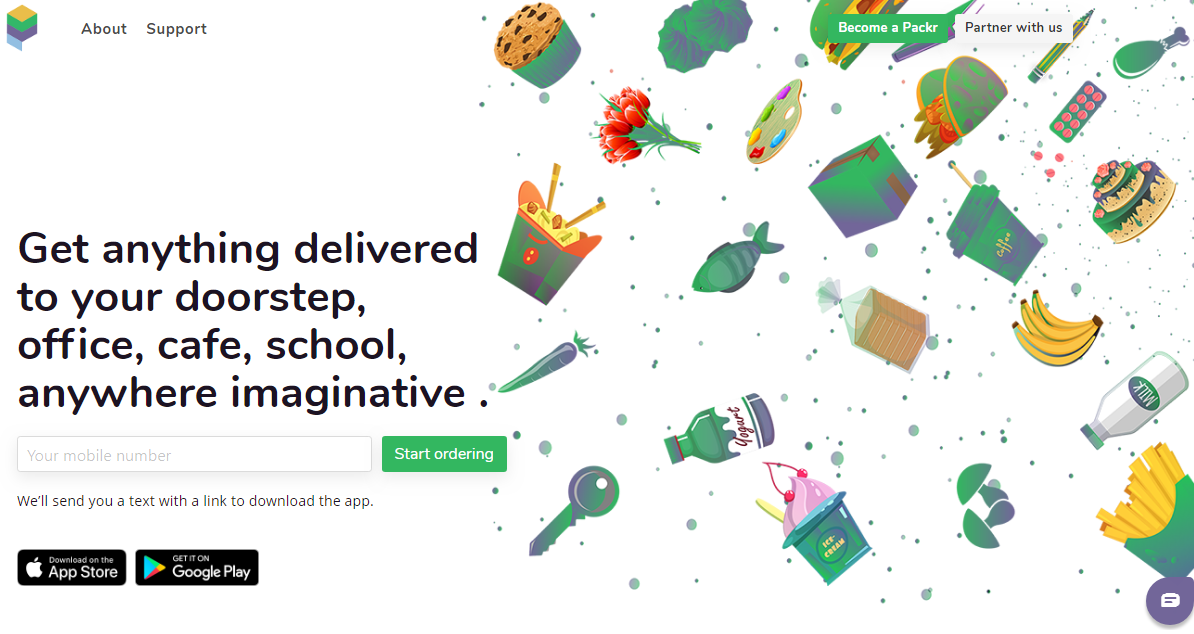 About Support
Become a Packr Partner with us
Get anything delivered
to your doorstep,
office, cafe, school,
anywhere imaginative .
Your mobile number
Start ordering
We’ll send you a text with a link to download the app.
Download on the
App Store
GET IT ON
Google Play
Coffee
MILK
Yogurt
ICE-
CREAM